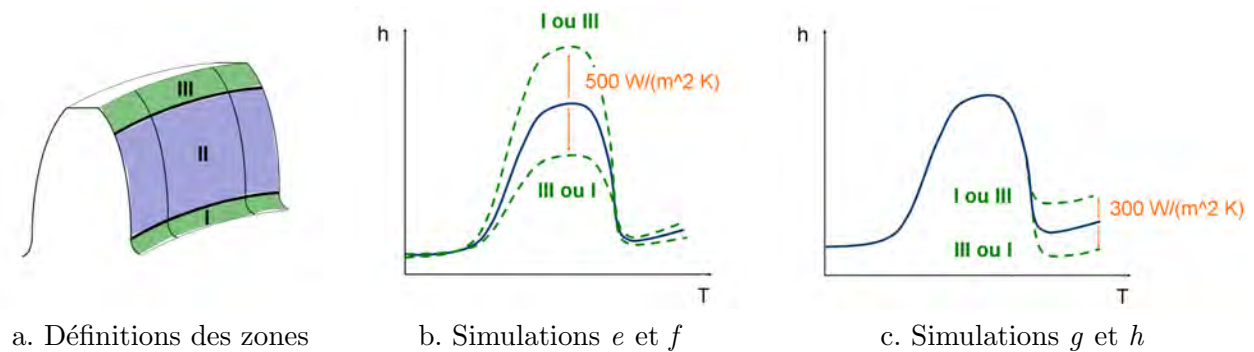 III
II
I
a. Définitions des zones
h
I ou III
500 W/(m^2 K)
III ou I
T
b. Simulations e et f
h
I ou III
300 W/(m^2 K)
III ou I
T
c. Simulations g et h